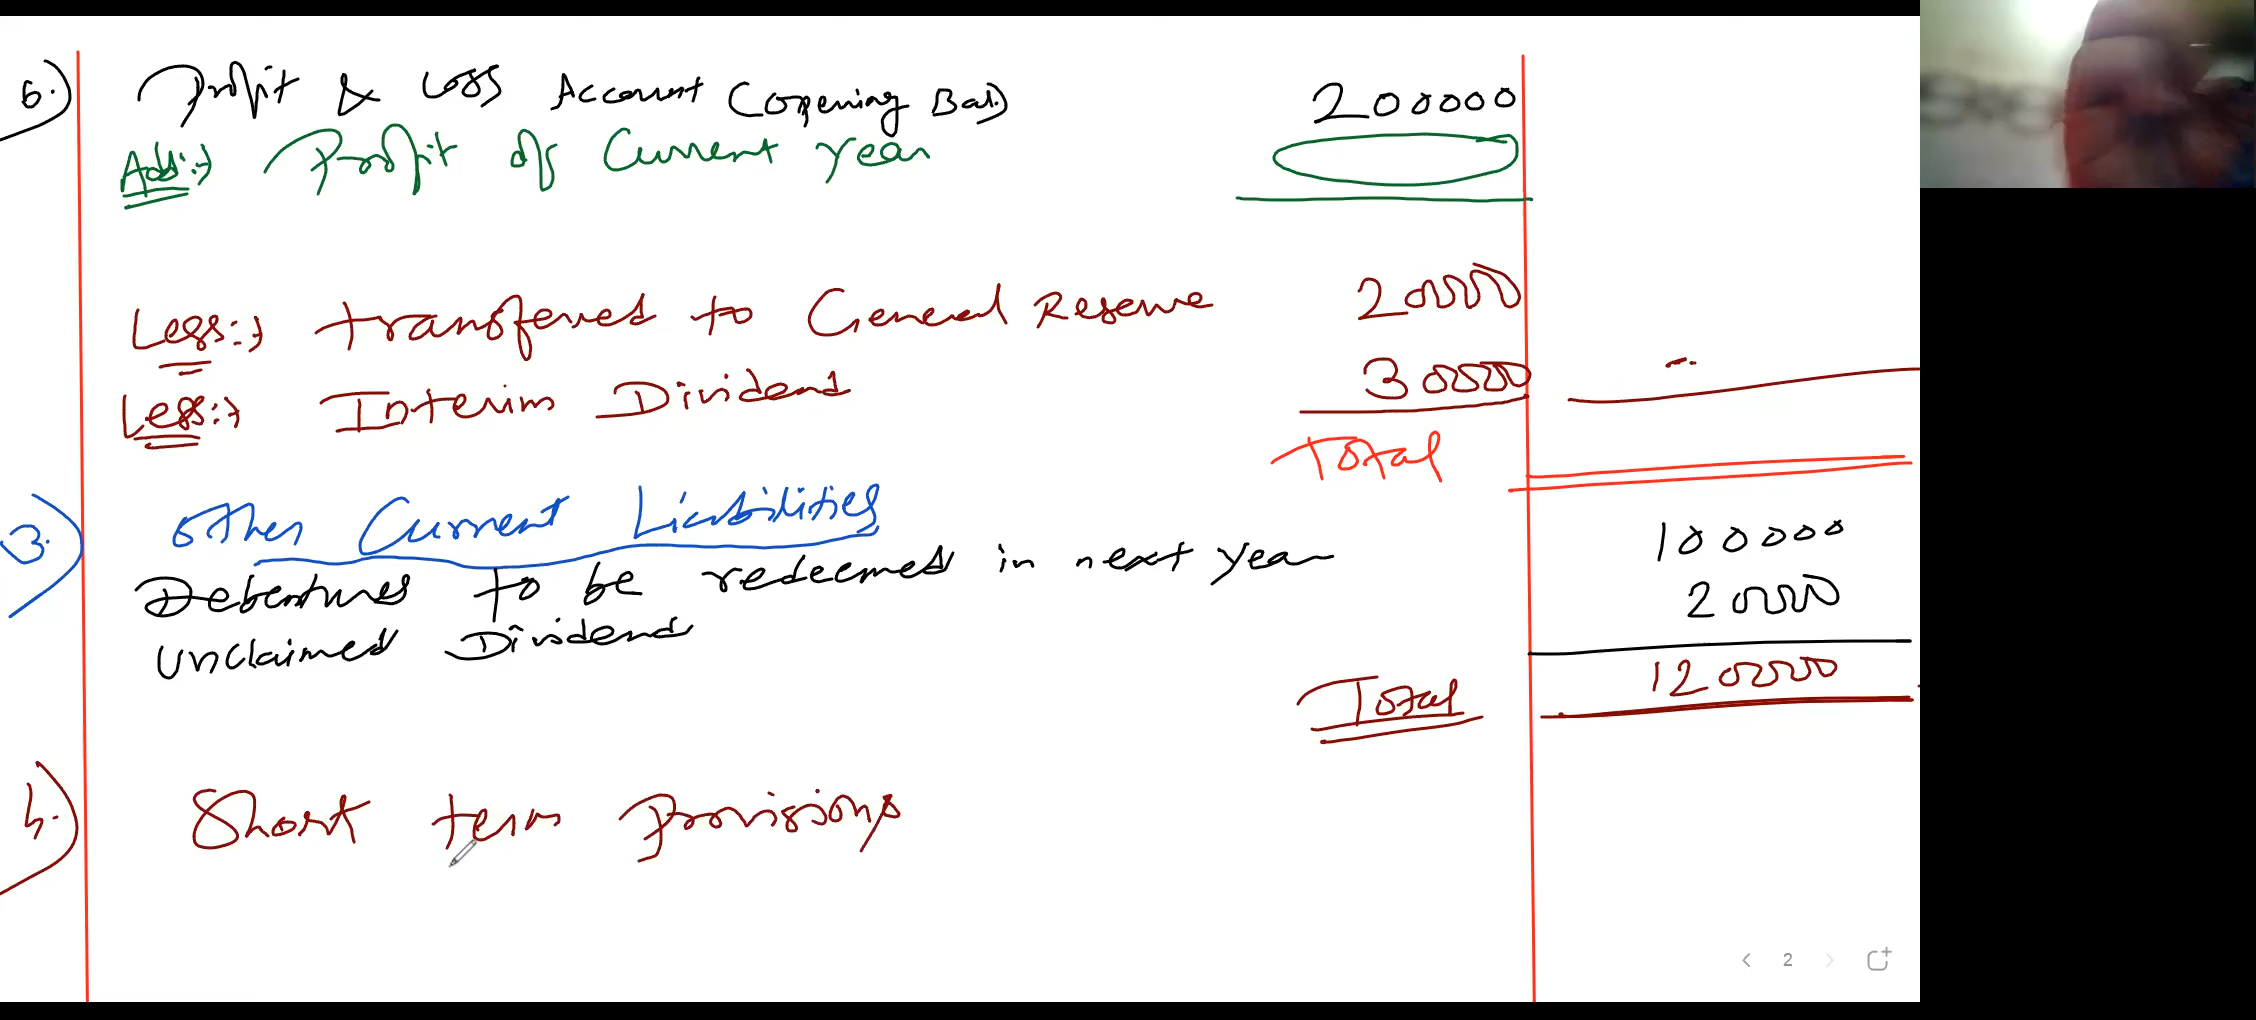 6.) Profit & Loss Account (opening Bal) 200000
Add:- Profit of Current Year
Less:- transferred to General Reserve 20000
Less:- Interim Dividend 30000
Total
3. Other Current Liabilities
Debentures to be redeemed in next year 100000
Unclaimed Dividend 20000
Total 120000
4.) Short term provisions
2